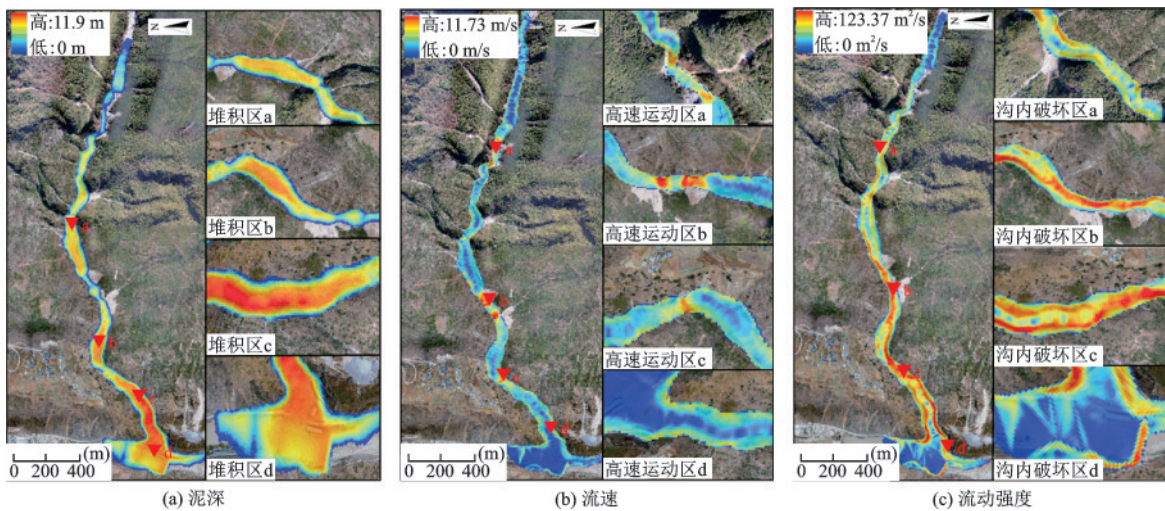 高:11.9 m
低:0 m
N
堆积区a
堆积区b
堆积区c
堆积区d
d
0 200 400 (m)
(a) 泥深
高:11.73 m/s
低:0 m/s
N
高速运动区a
高速运动区b
高速运动区c
高速运动区d
a
d
0 200 400 (m)
(b) 流速
高:123.37 m²/s
低:0 m²/s
N
沟内破坏区a
沟内破坏区b
沟内破坏区c
沟内破坏区d
d
0 200 400 (m)
(c) 流动强度